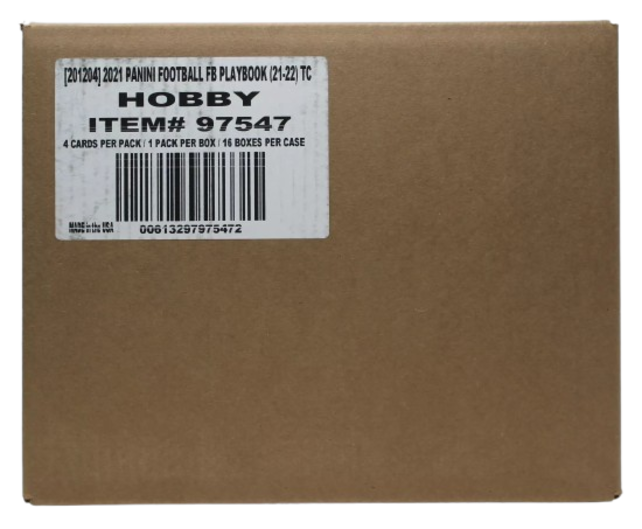 [201204] 2021 PANINI FOOTBALL FB PLAYBOOK (21-22) TC
HOBBY
ITEM# 97547
4 CARDS PER PACK / 1 PACK PER BOX / 16 BOXES PER CASE
MADE in the USA
00613297975472